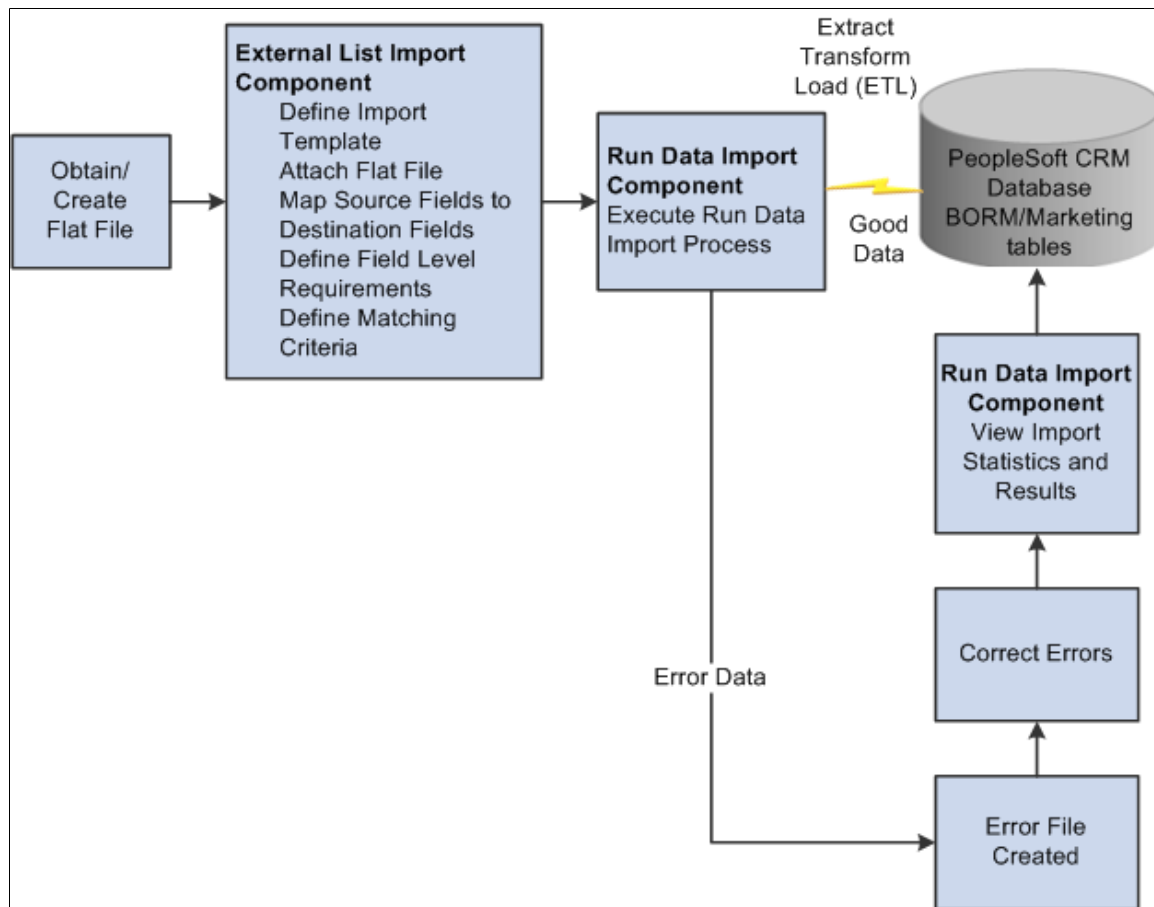 Obtain/
Create
Flat File
External List Import
Component
Define Import
Template
Attach Flat File
Map Source Fields to
Destination Fields
Define Field Level
Requirements
Define Matching
Criteria
Run Data Import
Component
Execute Run Data
Import Process
Extract
Transform
Load (ETL)
Good
Data
PeopleSoft CRM
Database
BORM/Marketing
tables
Run Data Import
Component
View Import
Statistics and
Results
Correct Errors
Error Data
Error File
Created